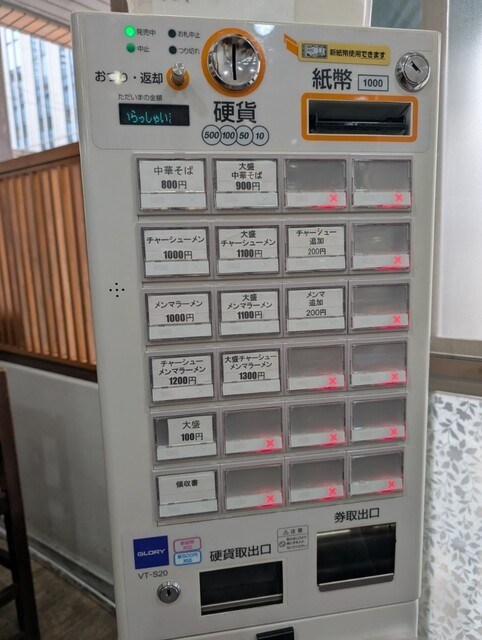 発売中
お札中止
中止
つり切れ
新紙幣使用できます
おつり・返却
紙幣 1000
ただいまの金額
いらっしゃい
硬貨
500 100 50 10
中華そば
800円
大盛
中華そば
900円
チャーシューメン
1000円
大盛
チャーシューメン
1100円
チャーシュー
追加
200円
メンマラーメン
1000円
大盛
メンマラーメン
1100円
メンマ
追加
200円
チャーシュー
メンマラーメン
1200円
大盛チャーシュー
メンマラーメン
1300円
大盛
100円
領収書
GLORY
VT-S20
硬貨取出口
券取出口